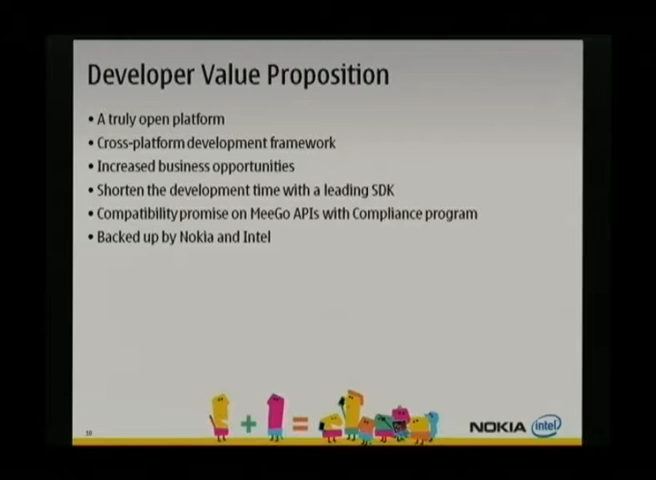 Developer Value Proposition
• A truly open platform
• Cross-platform development framework
• Increased business opportunities
• Shorten the development time with a leading SDK
• Compatibility promise on MeeGo APIs with Compliance program
• Backed up by Nokia and Intel
NOKIA intel